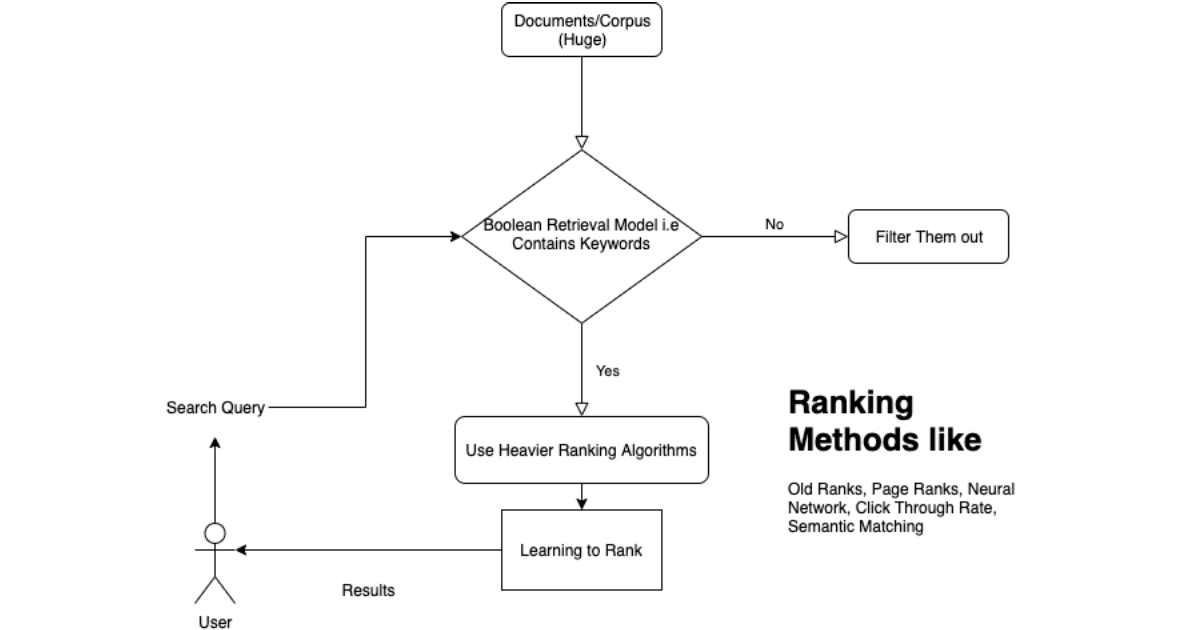 Documents/Corpus
(Huge)
Boolean Retrieval Model i.e
Contains Keywords
No
Filter Them out
Yes
Search Query
Use Heavier Ranking Algorithms
Ranking
Methods like
Old Ranks, Page Ranks, Neural
Network, Click Through Rate,
Semantic Matching
Learning to Rank
Results
User